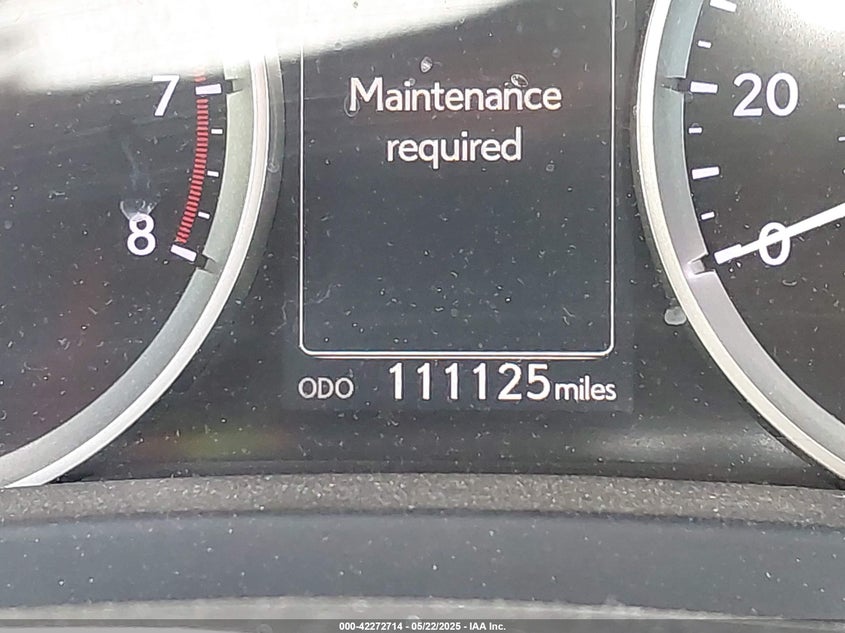 7
8
Maintenance
required
20
0
ODO 111125 miles
000-42272714 - 05/22/2025 - IAA Inc.